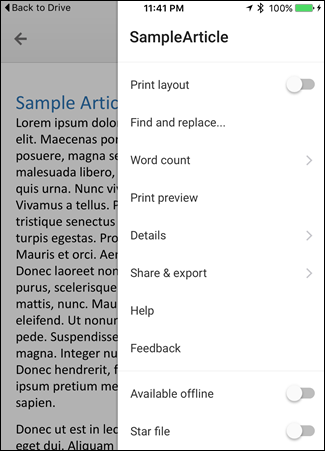 Back to Drive 11:41 PM 100%
SampleArticle
Print layout
Find and replace...
Word count
Print preview
Details
Share & export
Help
Feedback
Available offline
Star file
Sample Artic
Lorem ipsum dolo
elit. Maecenas por
posuere, magna se
malesuada libero,
quis urna. Nunc viv
Vivamus a tellus. P
tristique senectus
turpis egestas. Pro
Mauris et orci. Aen
Donec laoreet non
purus, scelerisque
mattis, nunc. Mau
eleifend. Ut nonum
pede. Suspendisse
magna. Integer nu
Donec hendrerit, f
ipsum pretium me
sapien.
Donec ut est in lec
eget dui. Aliquam